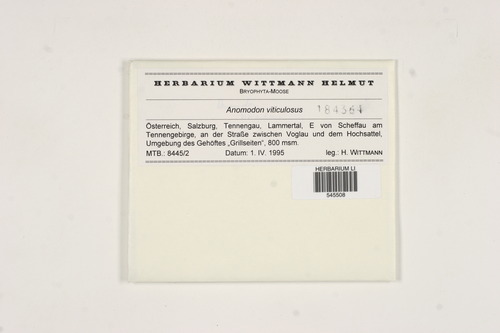 HERBARIUM WITTMANN HELMUT
BRYOPHYTA-MOOSE
Anomodon viticulosus 184364
Österreich, Salzburg, Tennengau, Lammertal, E von Scheffau am
Tennengebirge, an der Straße zwischen Voglau und dem Hochsattel,
Umgebung des Gehöftes „Grillseiten“, 800 msm.
MTB.: 8445/2 Datum: 1. IV. 1995 leg.: H. WITTMANN
HERBARIUM LI
545508